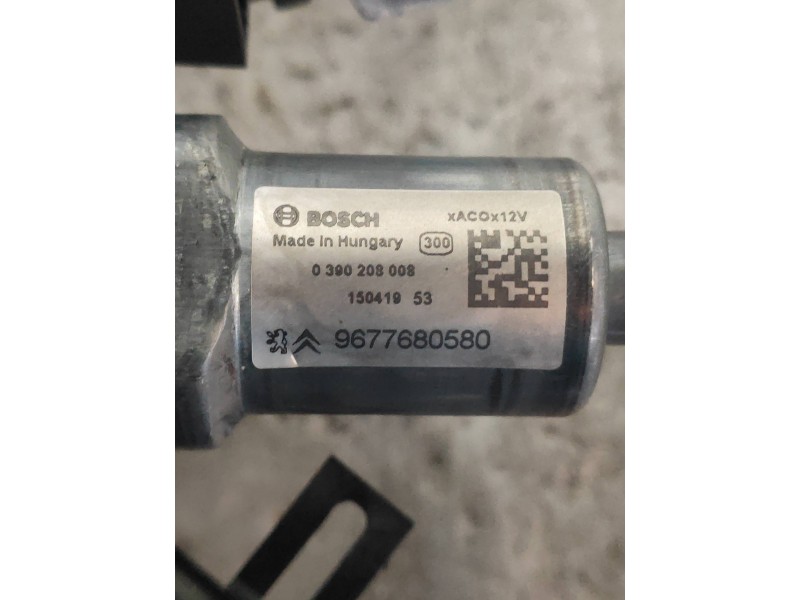 BOSCH xACOx12V
Made in Hungary 300
0 390 208 008
150419 53
9677680580